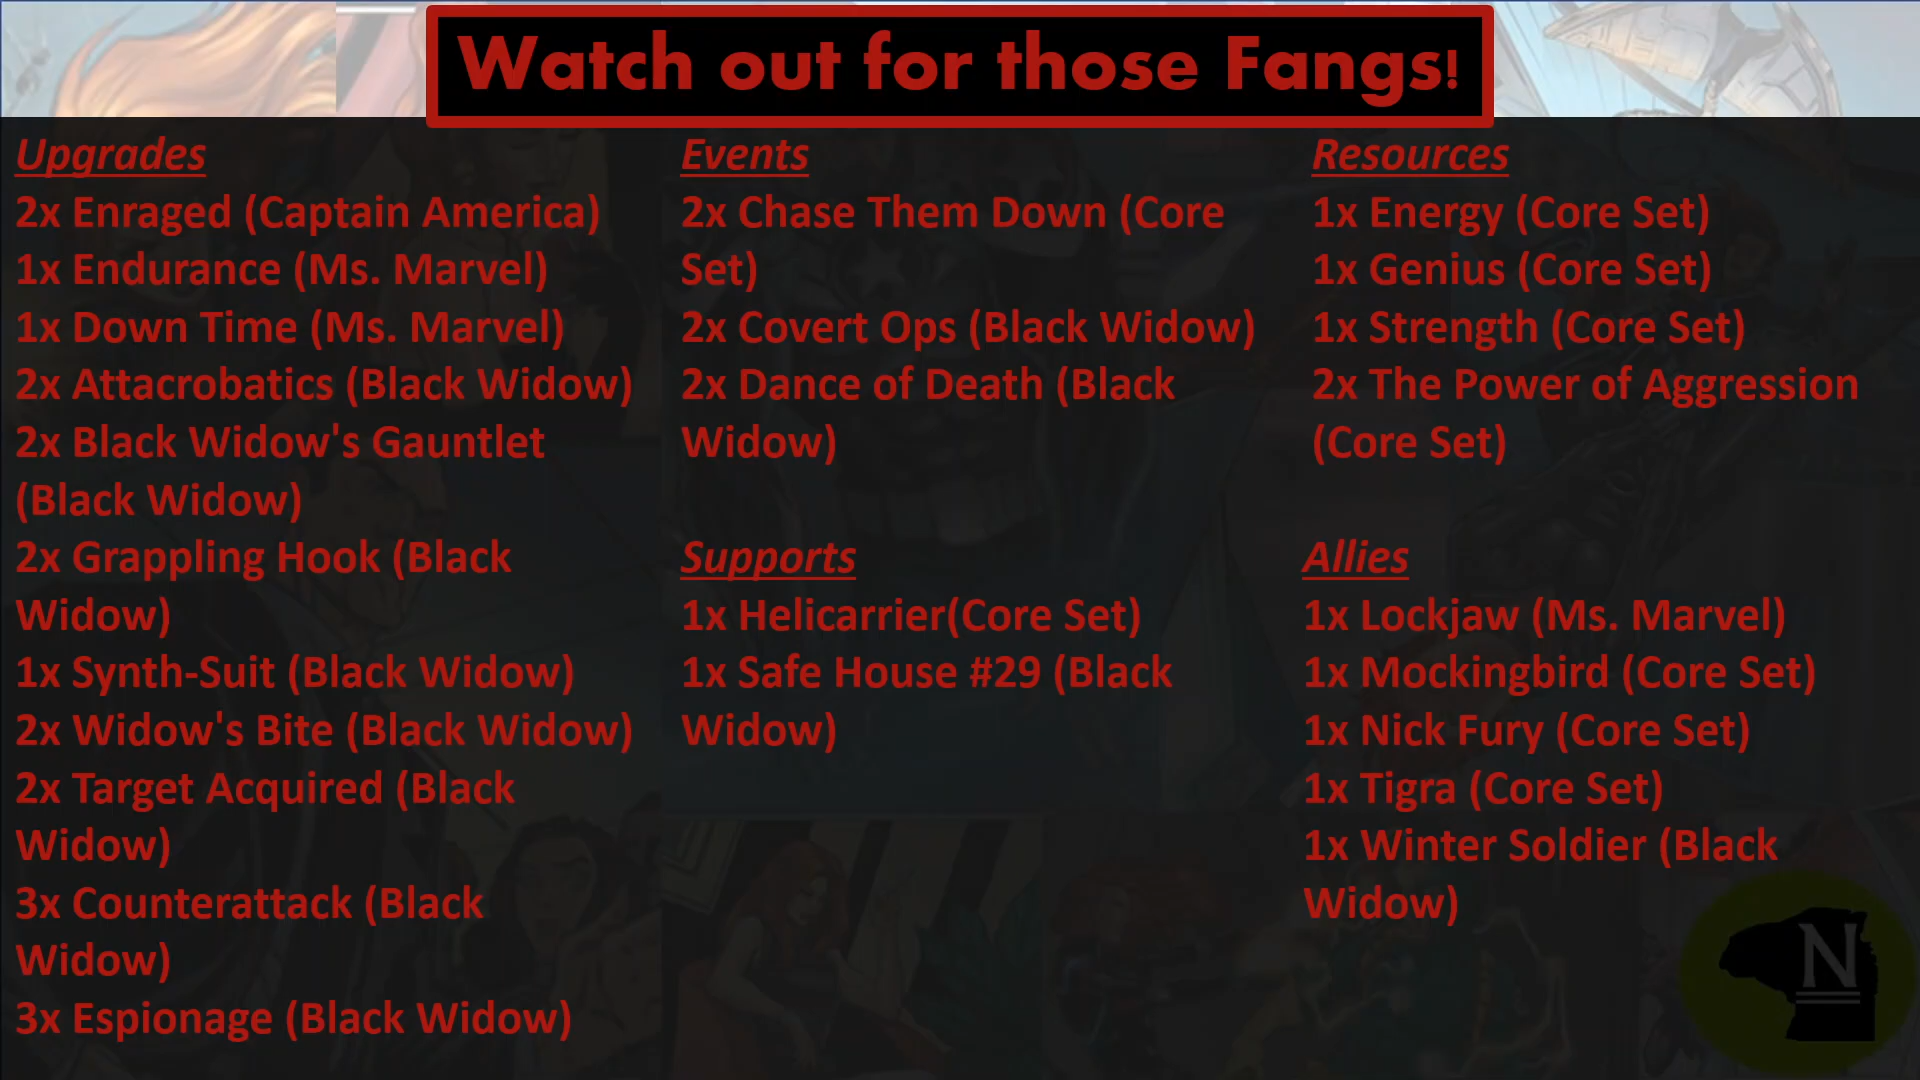 Watch out for those Fangs!
Upgrades
2x Enraged (Captain America)
1x Endurance (Ms. Marvel)
1x Down Time (Ms. Marvel)
2x Attacrobatics (Black Widow)
2x Black Widow's Gauntlet
(Black Widow)
2x Grappling Hook (Black
Widow)
1x Synth-Suit (Black Widow)
2x Widow's Bite (Black Widow)
2x Target Acquired (Black
Widow)
3x Counterattack (Black
Widow)
3x Espionage (Black Widow)
Events
2x Chase Them Down (Core
Set)
2x Covert Ops (Black Widow)
2x Dance of Death (Black
Widow)
Supports
1x Helicarrier(Core Set)
1x Safe House #29 (Black
Widow)
Resources
1x Energy (Core Set)
1x Genius (Core Set)
1x Strength (Core Set)
2x The Power of Aggression
(Core Set)
Allies
1x Lockjaw (Ms. Marvel)
1x Mockingbird (Core Set)
1x Nick Fury (Core Set)
1x Tigra (Core Set)
1x Winter Soldier (Black
Widow)
N